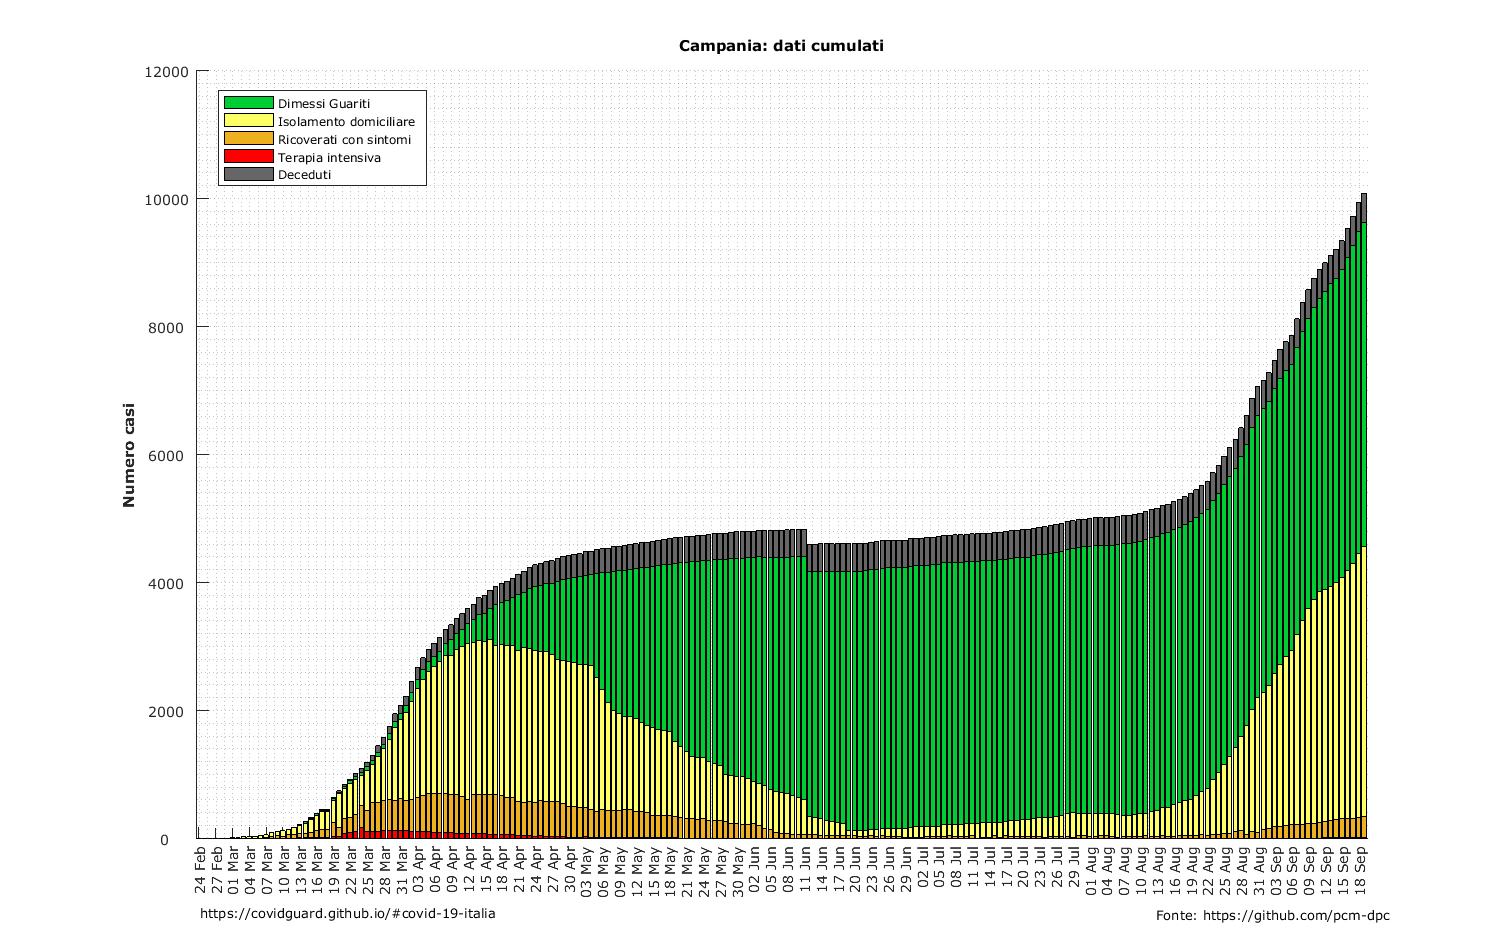 Campania: dati cumulati
12000
10000
8000
6000
4000
2000
0
Numero casi
Dimessi Guariti
Isolamento domiciliare
Ricoverati con sintomi
Terapia intensiva
Deceduti
24 Feb
27 Feb
01 Mar
04 Mar
07 Mar
10 Mar
13 Mar
16 Mar
19 Mar
22 Mar
25 Mar
28 Mar
31 Mar
03 Apr
06 Apr
09 Apr
12 Apr
15 Apr
18 Apr
21 Apr
24 Apr
27 Apr
30 Apr
03 May
06 May
09 May
12 May
15 May
18 May
21 May
24 May
27 May
30 May
02 Jun
05 Jun
08 Jun
11 Jun
14 Jun
17 Jun
20 Jun
23 Jun
26 Jun
29 Jun
02 Jul
05 Jul
08 Jul
11 Jul
14 Jul
17 Jul
20 Jul
23 Jul
26 Jul
29 Jul
01 Aug
04 Aug
07 Aug
10 Aug
13 Aug
16 Aug
19 Aug
22 Aug
25 Aug
28 Aug
31 Aug
03 Sep
06 Sep
09 Sep
12 Sep
15 Sep
18 Sep
https://covidguard.github.io/#covid-19-italia
Fonte: https://github.com/pcm-dpc